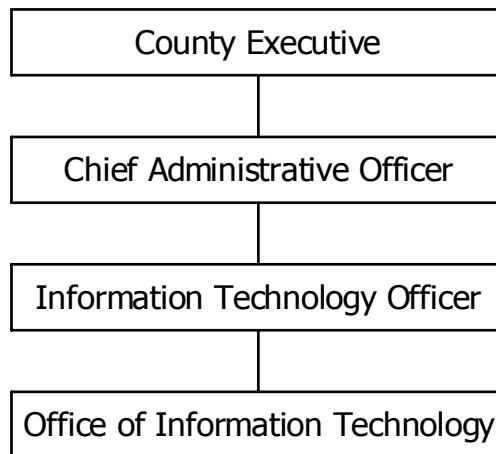 County Executive
Chief Administrative Officer
Information Technology Officer
Office of Information Technology